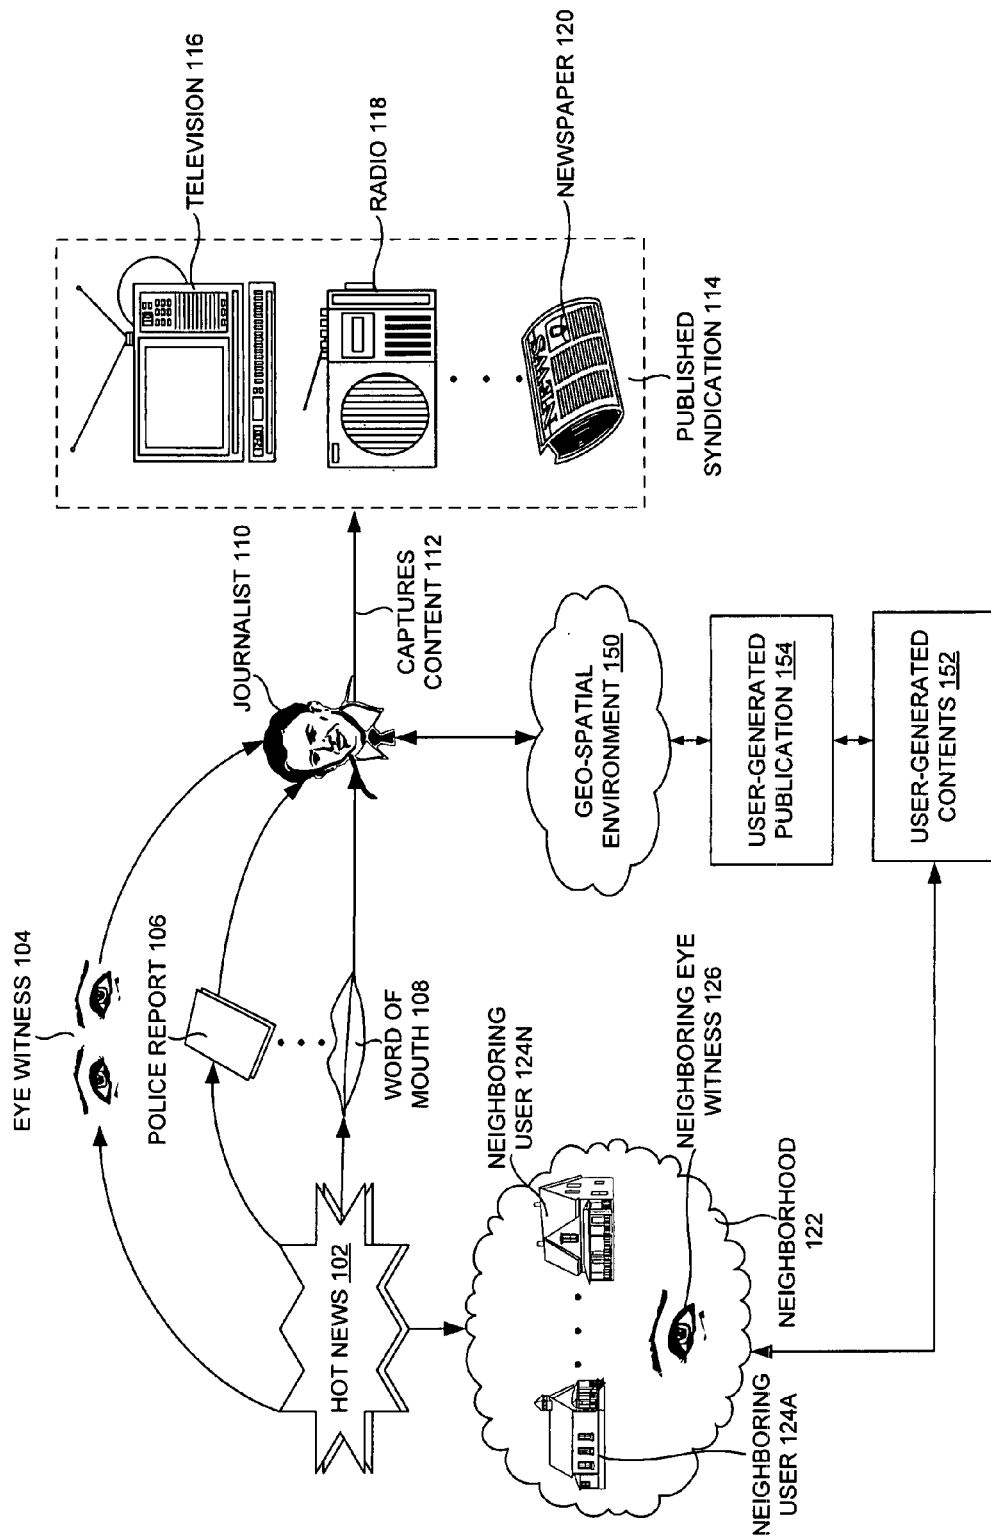 EYE WITNESS 104
POLICE REPORT 106
WORD OF
MOUTH 108
HOT NEWS 102
JOURNALIST 110
CAPTURES
CONTENT 112
TELEVISION 116
RADIO 118
NEWSPAPER 120
NEWS
PUBLISHED
SYNDICATION 114
NEIGHBORING
USER 124N
NEIGHBORING EYE
WITNESS 126
NEIGHBORHOOD
122
NEIGHBORING
USER 124A
GEO-SPATIAL
ENVIRONMENT 150
USER-GENERATED
PUBLICATION 154
USER-GENERATED
CONTENTS 152